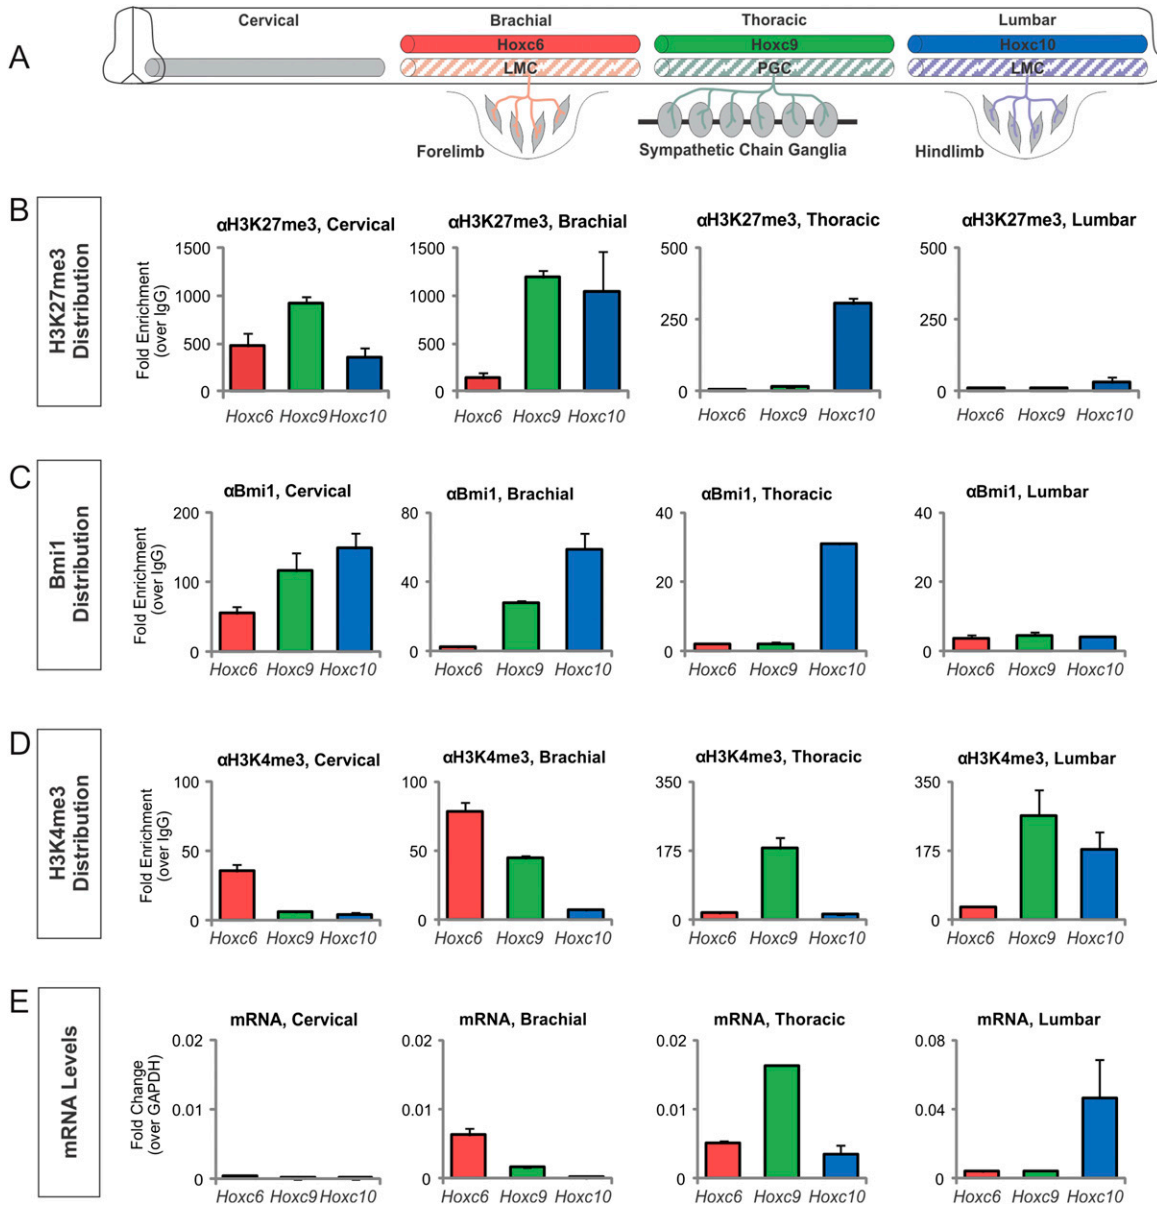 A
Cervical Brachial Thoracic Lumbar
Hoxc6 Hoxc9 Hoxc10
LMC PGC LMC
Forelimb Sympathetic Chain Ganglia Hindlimb
B
H3K27me3
Distribution
Fold Enrichment
(over IgG)
αH3K27me3, Cervical
1500
1000
500
0
Hoxc6 Hoxc9 Hoxc10
αH3K27me3, Brachial
1500
1000
500
0
Hoxc6 Hoxc9 Hoxc10
αH3K27me3, Thoracic
500
250
0
Hoxc6 Hoxc9 Hoxc10
αH3K27me3, Lumbar
500
250
0
Hoxc6 Hoxc9 Hoxc10
C
Bmi1
Distribution
Fold Enrichment
(over IgG)
αBmi1, Cervical
200
100
0
Hoxc6 Hoxc9 Hoxc10
αBmi1, Brachial
80
40
0
Hoxc6 Hoxc9 Hoxc10
αBmi1, Thoracic
40
20
0
Hoxc6 Hoxc9 Hoxc10
αBmi1, Lumbar
40
20
0
Hoxc6 Hoxc9 Hoxc10
D
H3K4me3
Distribution
Fold Enrichment
(over IgG)
αH3K4me3, Cervical
100
50
0
Hoxc6 Hoxc9 Hoxc10
αH3K4me3, Brachial
100
50
0
Hoxc6 Hoxc9 Hoxc10
αH3K4me3, Thoracic
350
175
0
Hoxc6 Hoxc9 Hoxc10
αH3K4me3, Lumbar
350
175
0
Hoxc6 Hoxc9 Hoxc10
E
mRNA Levels
Fold Change
(over GAPDH)
mRNA, Cervical
0.02
0.01
0
Hoxc6 Hoxc9 Hoxc10
mRNA, Brachial
0.02
0.01
0
Hoxc6 Hoxc9 Hoxc10
mRNA, Thoracic
0.02
0.01
0
Hoxc6 Hoxc9 Hoxc10
mRNA, Lumbar
0.08
0.04
0
Hoxc6 Hoxc9 Hoxc10